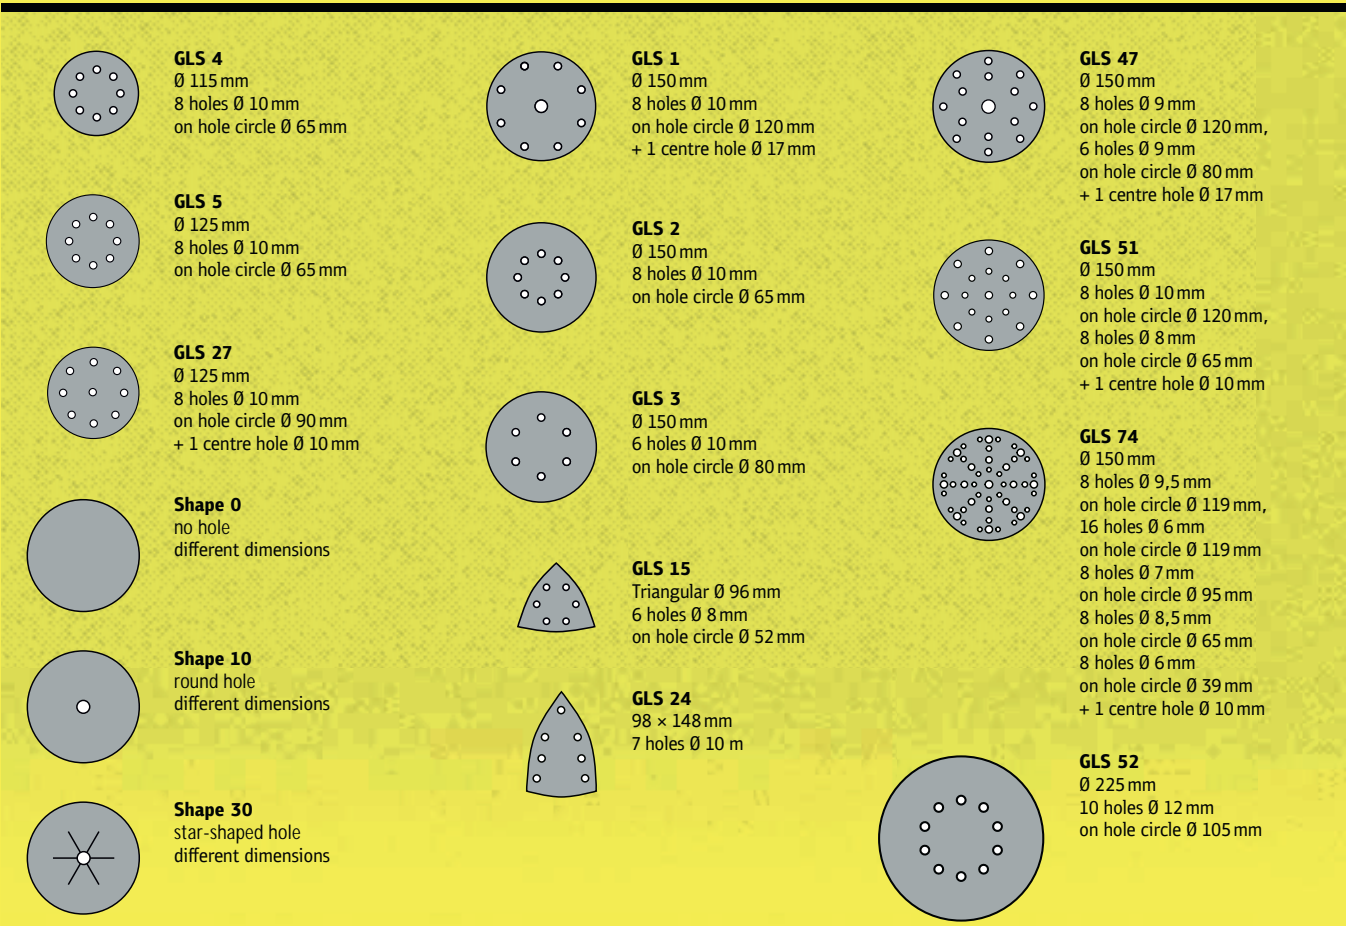 GLS 4
Ø 115 mm
8 holes Ø 10 mm
on hole circle Ø 65 mm
GLS 5
Ø 125 mm
8 holes Ø 10 mm
on hole circle Ø 65 mm
GLS 27
Ø 125 mm
8 holes Ø 10 mm
on hole circle Ø 90 mm
+ 1 centre hole Ø 10 mm
Shape 0
no hole
different dimensions
Shape 10
round hole
different dimensions
Shape 30
star-shaped hole
different dimensions
GLS 1
Ø 150 mm
8 holes Ø 10 mm
on hole circle Ø 120 mm
+ 1 centre hole Ø 17 mm
GLS 2
Ø 150 mm
8 holes Ø 10 mm
on hole circle Ø 65 mm
GLS 3
Ø 150 mm
6 holes Ø 10 mm
on hole circle Ø 80 mm
GLS 15
Triangular Ø 96 mm
6 holes Ø 8 mm
on hole circle Ø 52 mm
GLS 24
98 × 148 mm
7 holes Ø 10 m
GLS 47
Ø 150 mm
8 holes Ø 9 mm
on hole circle Ø 120 mm,
6 holes Ø 9 mm
on hole circle Ø 80 mm
+ 1 centre hole Ø 17 mm
GLS 51
Ø 150 mm
8 holes Ø 10 mm
on hole circle Ø 120 mm,
8 holes Ø 8 mm
on hole circle Ø 65 mm
+ 1 centre hole Ø 10 mm
GLS 74
Ø 150 mm
8 holes Ø 9,5 mm
on hole circle Ø 119 mm,
16 holes Ø 6 mm
on hole circle Ø 119 mm
8 holes Ø 7 mm
on hole circle Ø 95 mm
8 holes Ø 8,5 mm
on hole circle Ø 65 mm
8 holes Ø 6 mm
on hole circle Ø 39 mm
+ 1 centre hole Ø 10 mm
GLS 52
Ø 225 mm
10 holes Ø 12 mm
on hole circle Ø 105 mm